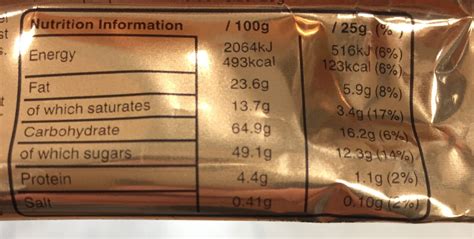 Nutrition Information / 100g / 25g (%*)
Energy 2064kJ 516kJ (6%)
493kcal 123kcal (6%)
Fat 23.6g 5.9g (8%)
of which saturates 13.7g 3.4g (17%)
Carbohydrate 64.9g 16.2g (6%)
of which sugars 49.1g 12.3g (14%)
Protein 4.4g 1.1g (2%)
Salt 0.41g 0.10g (2%)